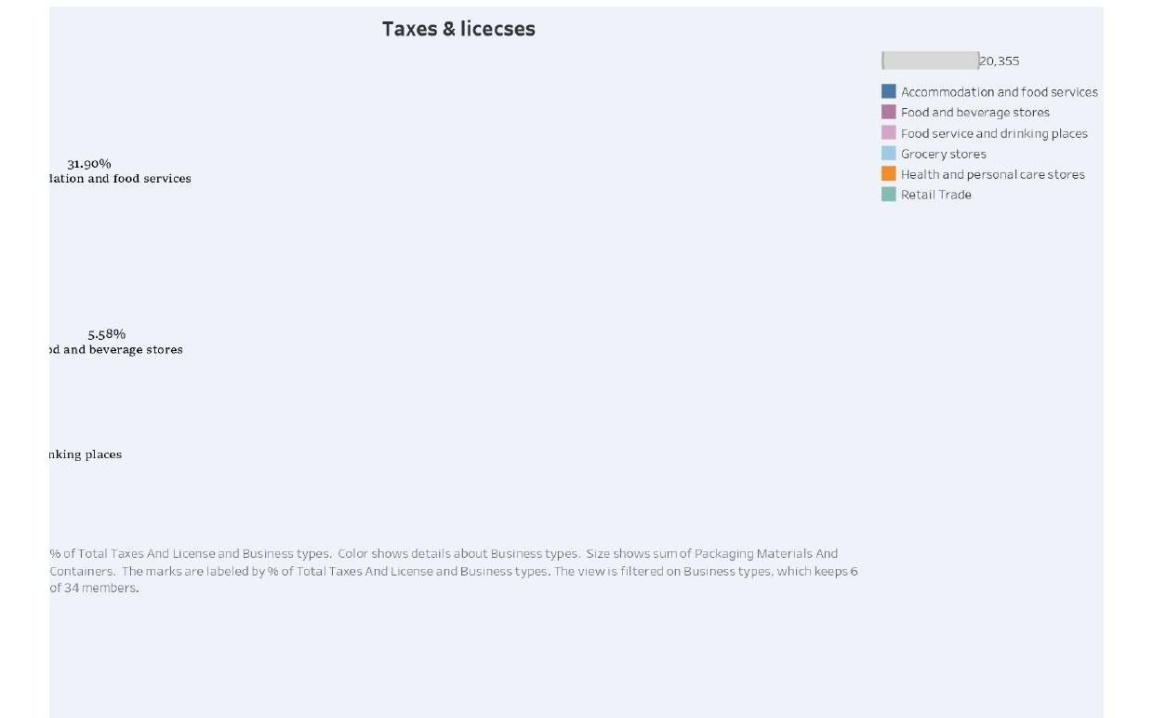 Taxes & licecses
20,355
Accommodation and food services
Food and beverage stores
Food service and drinking places
Grocery stores
Health and personal care stores
Retail Trade
31.90%
lation and food services
5.58%
od and beverage stores
nking places
% of Total Taxes And License and Business types. Color shows details about Business types. Size shows sum of Packaging Materials And
Containers. The marks are labeled by % of Total Taxes And License and Business types. The view is filtered on Business types, which keeps 6
of 34 members.